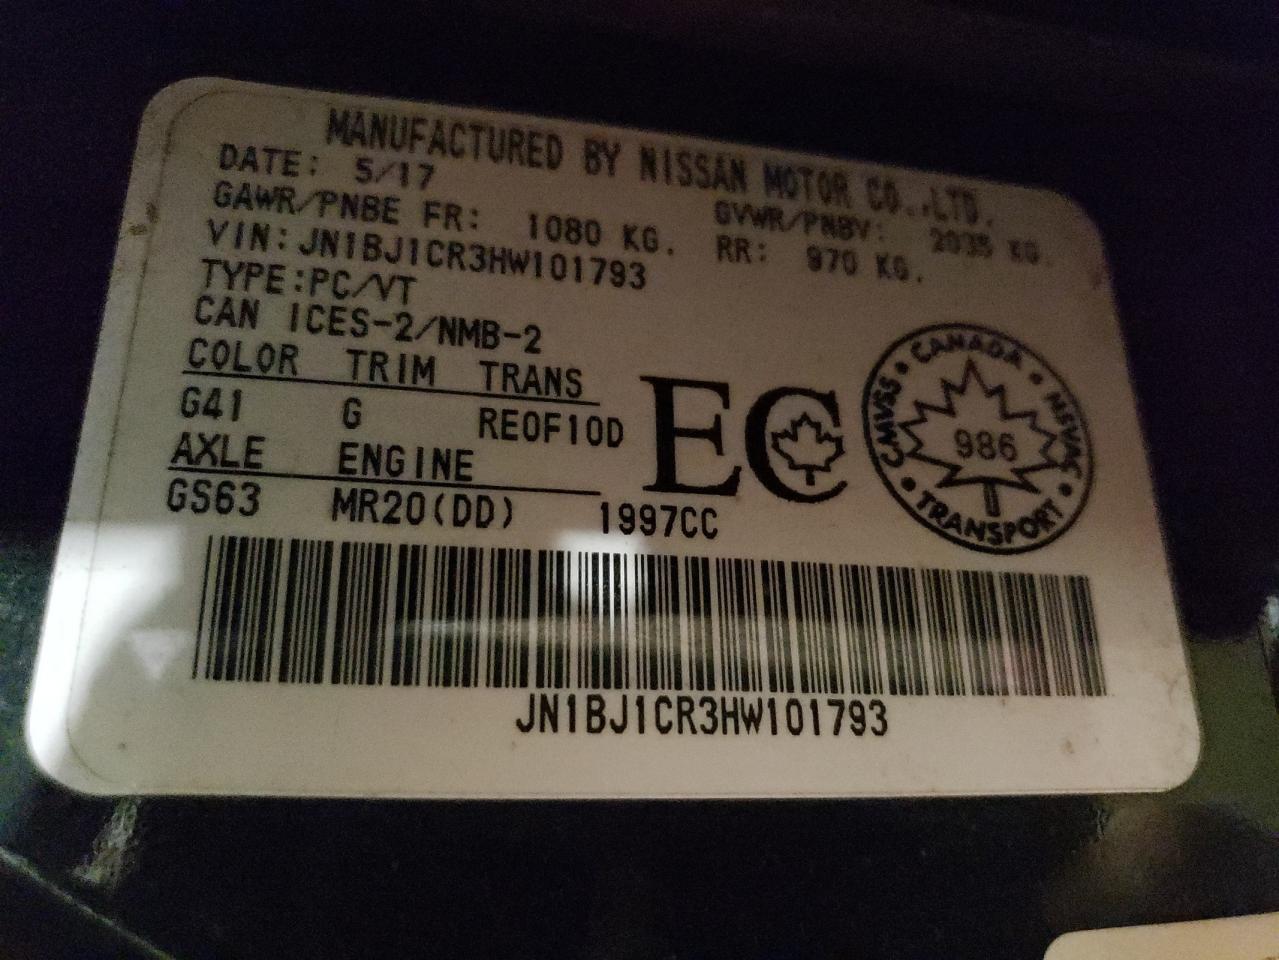 MANUFACTURED BY NISSAN MOTOR CO.,LTD.
DATE: 5/17
GVWR/PNBV: 2035 KG.
GAWR/PNBE FR: 1080 KG. RR: 970 KG.
VIN:JN1BJ1CR3HW101793
TYPE:PC/VT
CAN ICES-2/NMB-2
COLOR TRIM TRANS
G41 G RE0F10D
AXLE ENGINE
GS63 MR20(DD) 1997CC
EC
CANADA • NSVAC • TRANSPORT • CMVSS •
986
JN1BJ1CR3HW101793